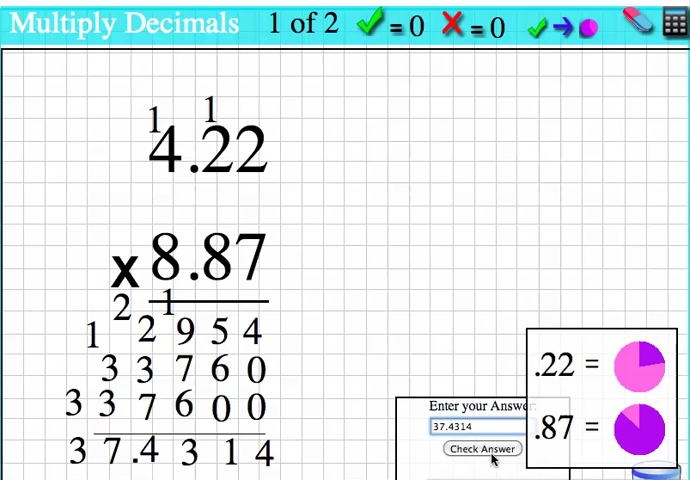 Multiply Decimals 1 of 2 = 0 = 0
1 1
4.22
x 8.87
2 1
1 2 9 5 4
3 3 7 6 0
3 3 7 6 0 0
3 7 . 4 3 1 4
.22 =
.87 =
Enter your Answer
37.4314
Check Answer